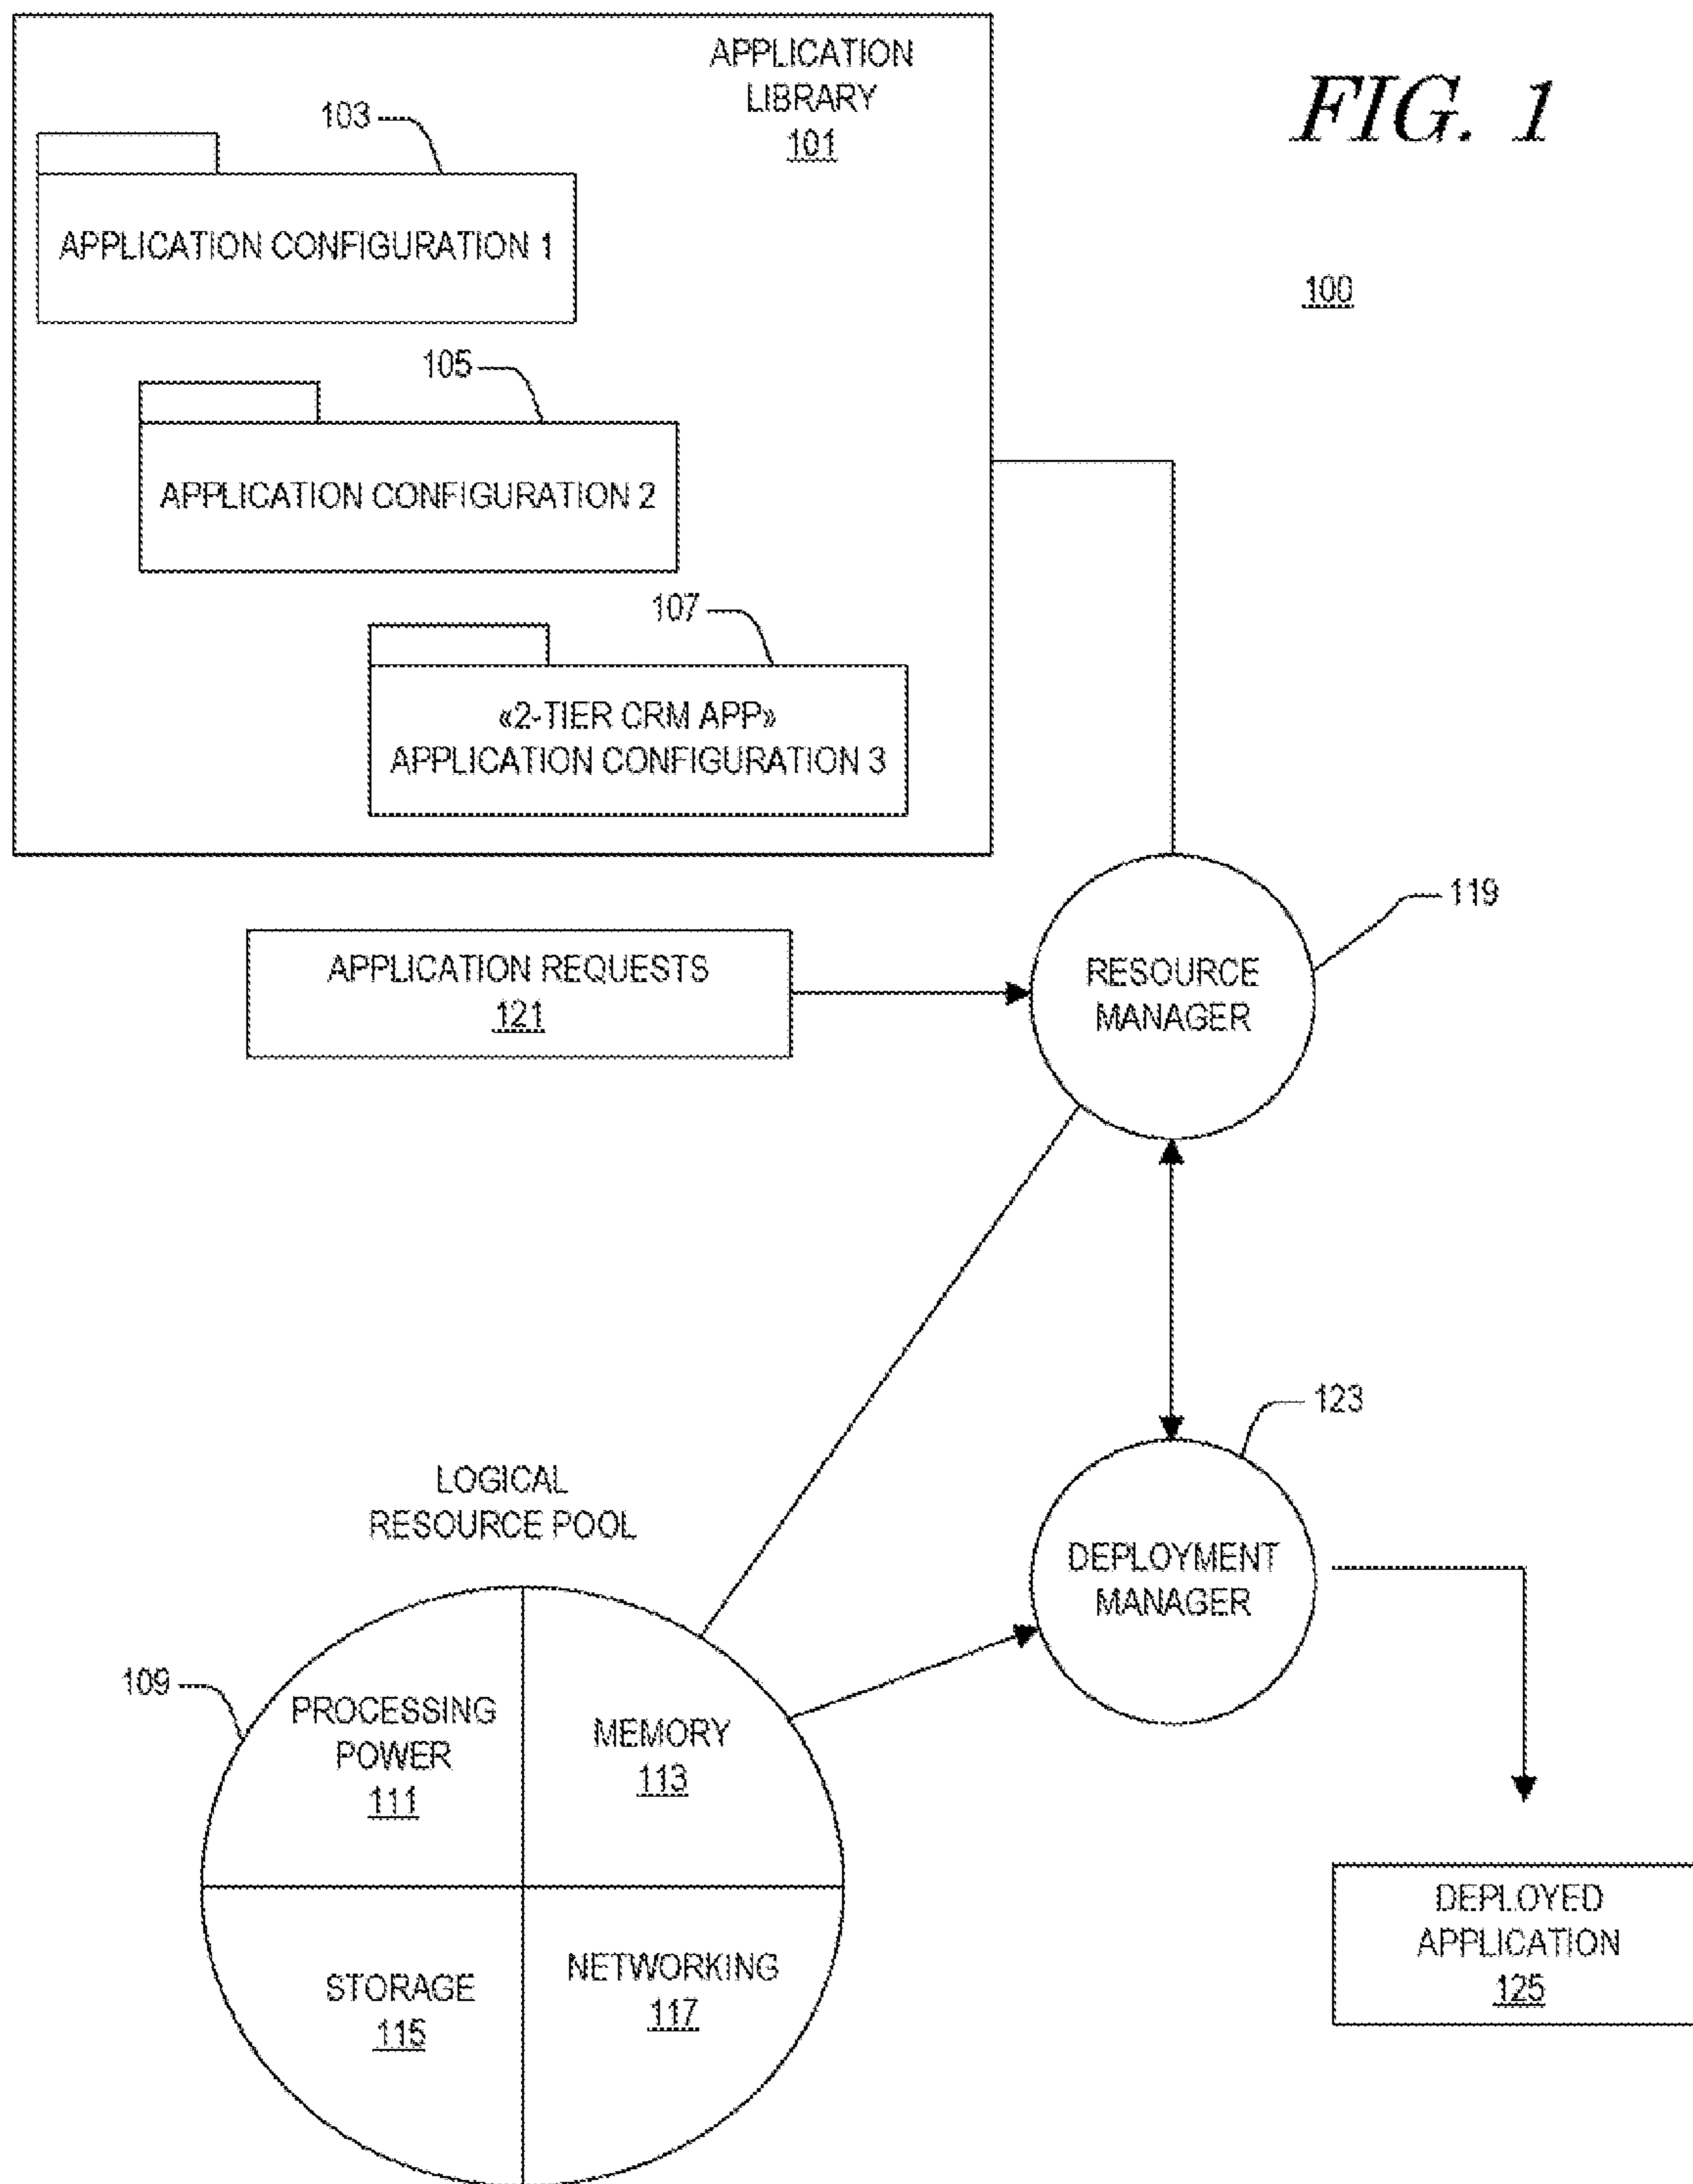 APPLICATION
LIBRARY
101
FIG. 1
100
103
APPLICATION CONFIGURATION 1
105
APPLICATION CONFIGURATION 2
107
«2-TIER CRM APP»
APPLICATION CONFIGURATION 3
119
APPLICATION REQUESTS
121
RESOURCE
MANAGER
123
LOGICAL
RESOURCE POOL
DEPLOYMENT
MANAGER
109
PROCESSING
POWER
111
MEMORY
113
STORAGE
115
NETWORKING
117
DEPLOYED
APPLICATION
125